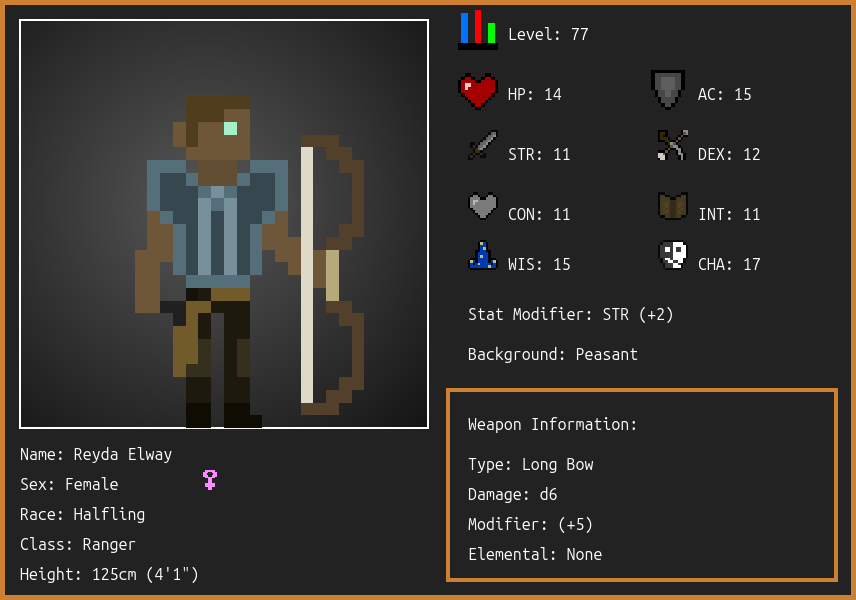 Level: 77
HP: 14
AC: 15
STR: 11
DEX: 12
CON: 11
INT: 11
WIS: 15
CHA: 17
Stat Modifier: STR (+2)
Background: Peasant
Weapon Information:
Type: Long Bow
Damage: d6
Modifier: (+5)
Elemental: None
Name: Reyda Elway
Sex: Female
Race: Halfling
Class: Ranger
Height: 125cm (4'1")